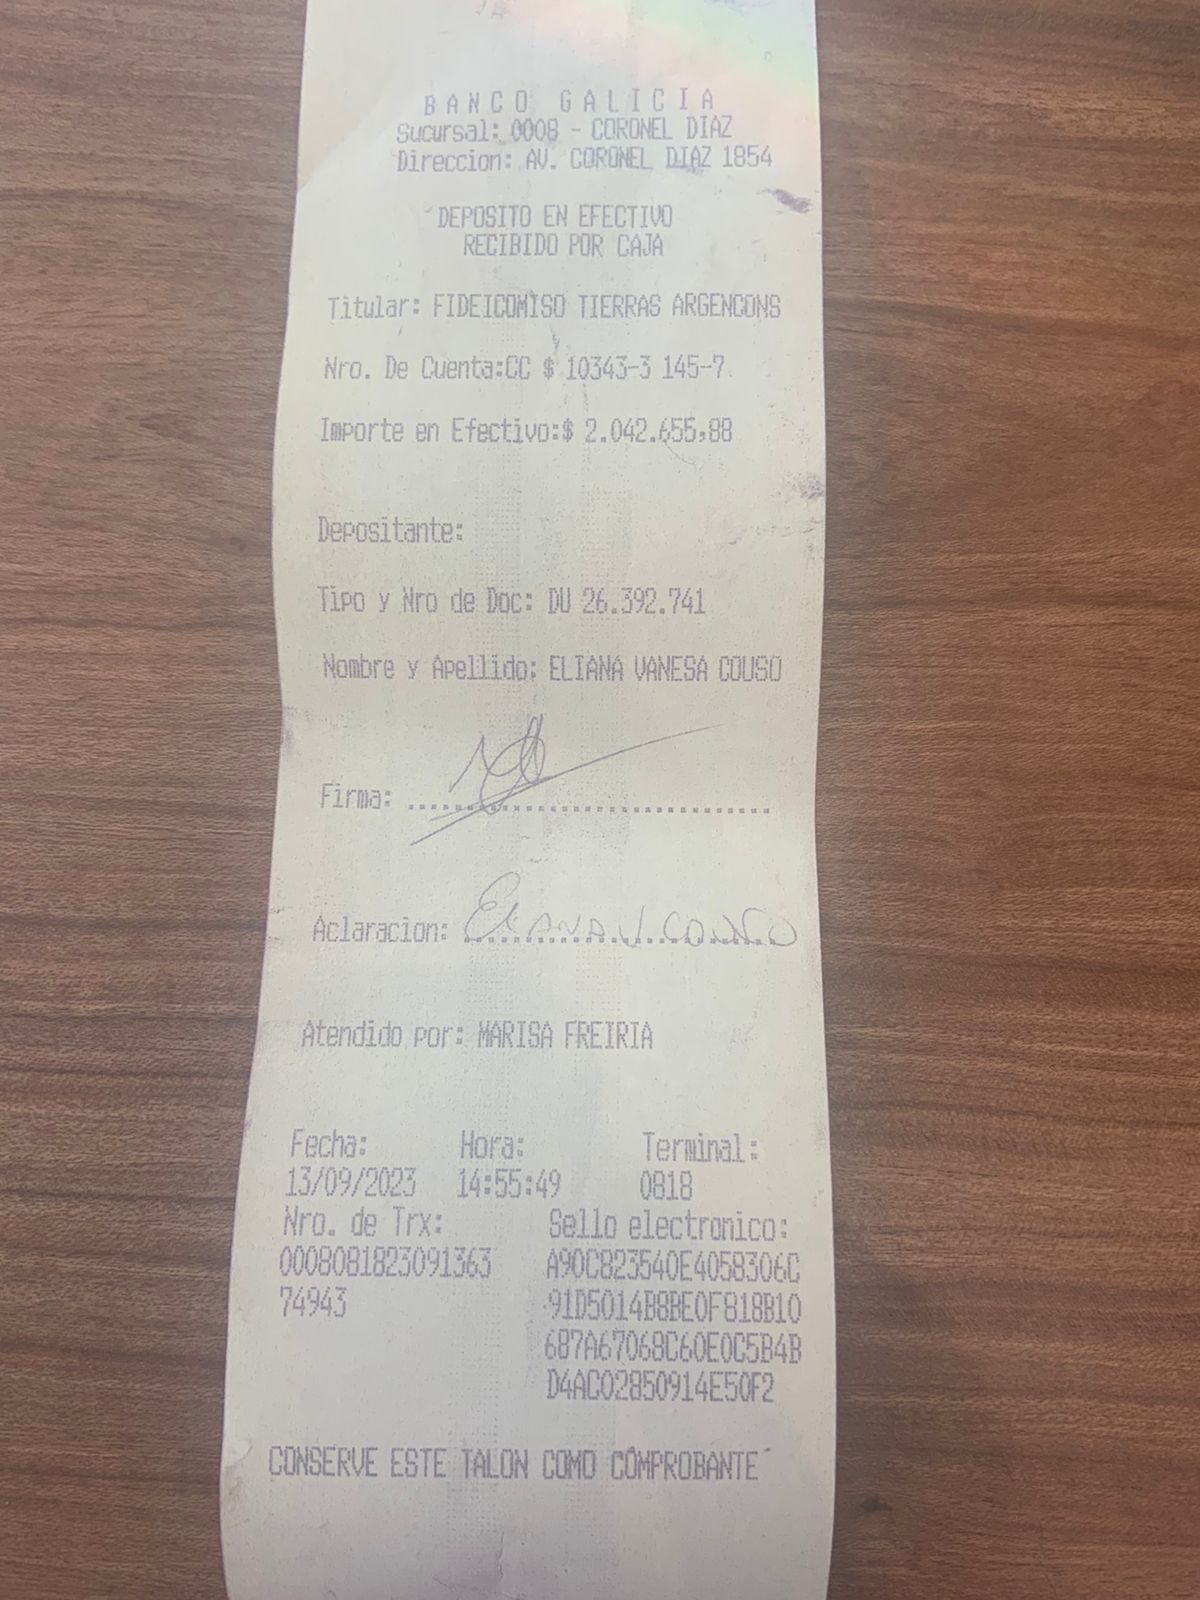 BANCO GALICIA
Sucursal: 0008 - CORONEL DIAZ
Direccion: AV. CORONEL DIAZ 1854
DEPOSITO EN EFECTIVO
RECIBIDO POR CAJA
Titular: FIDEICOMISO TIERRAS ARGENCONS
Nro. De Cuenta:CC $ 10343-3 145-7
Importe en Efectivo:$ 2.042.655,88
Depositante:
Tipo y Nro de Doc: DU 26.392.741
Nombre y Apellido: ELIANA VANESA COUSO
Firma:
Aclaracion: Eliana V. Couso
Atendido por: MARISA FREIRIA
Fecha: Hora: Terminal:
13/09/2023 14:55:49 0818
Nro. de Trx: Sello electronico:
0008081823091363 A90C823540E4058306C
74943 91D5014B8BE0F818B10
687A67068C60E0C5B4B
D4AC02850914E50F2
CONSERVE ESTE TALON COMO COMPROBANTE